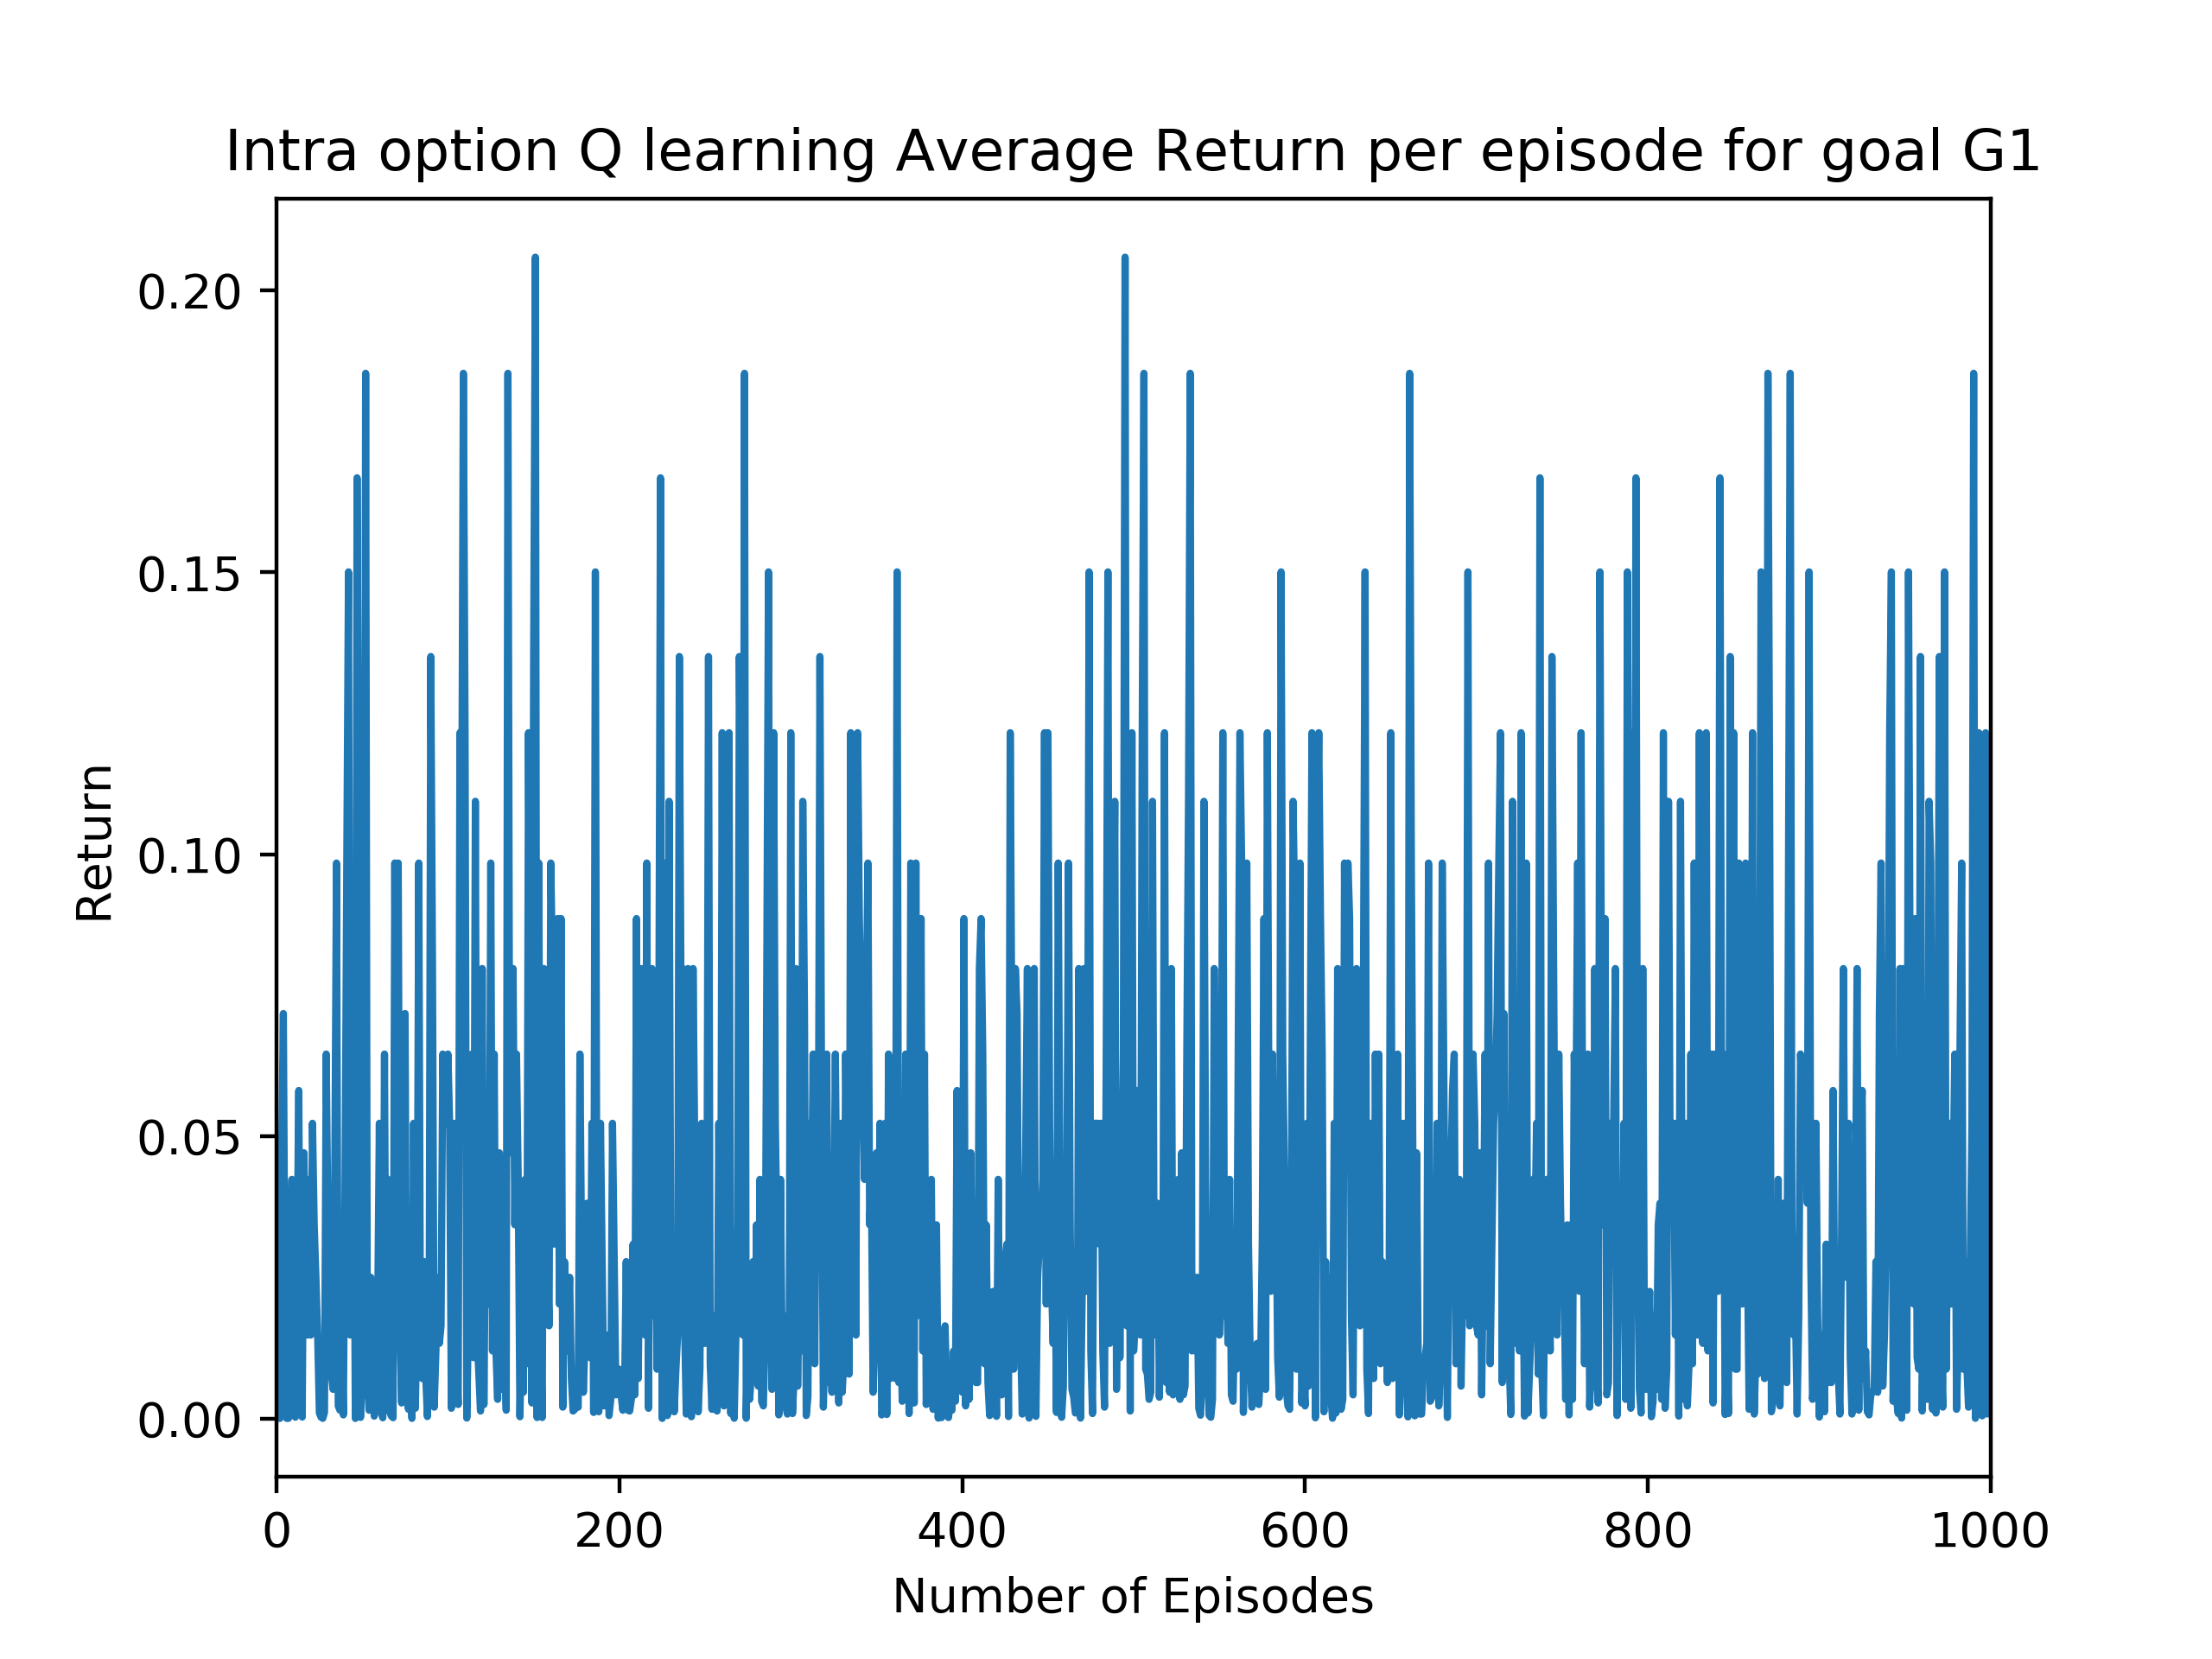 Intra option Q learning Average Return per episode for goal G1
0.20
0.15
0.10
0.05
0.00
Return
0 200 400 600 800 1000
Number of Episodes